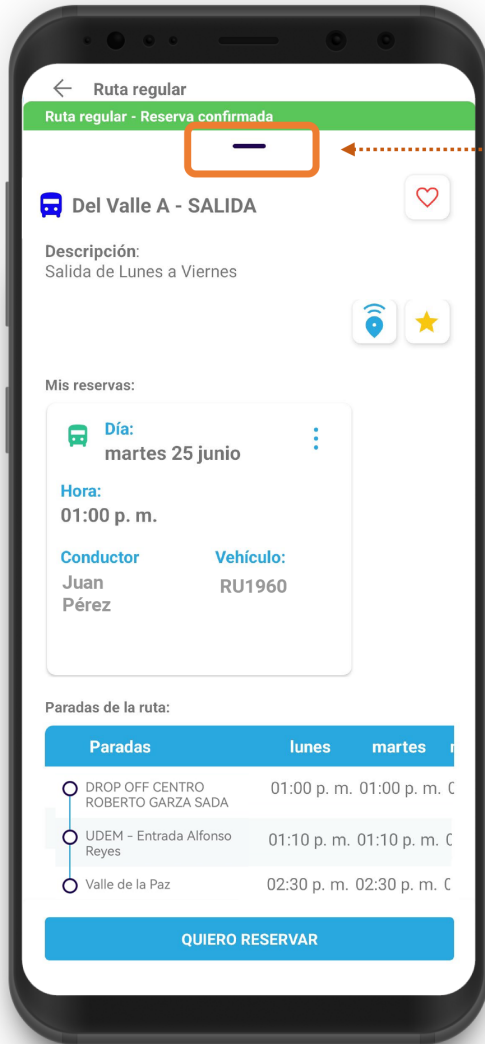 Ruta regular
Ruta regular - Reserva confirmada
Del Valle A - SALIDA
Descripción:
Salida de Lunes a Viernes
Mis reservas:
Día:
martes 25 junio
Hora:
01:00 p. m.
Conductor Vehículo:
Juan RU1960
Pérez
Paradas de la ruta:
Paradas lunes martes
DROP OFF CENTRO 01:00 p. m. 01:00 p. m.
ROBERTO GARZA SADA
UDEM – Entrada Alfonso 01:10 p. m. 01:10 p. m.
Reyes
Valle de la Paz 02:30 p. m. 02:30 p. m.
QUIERO RESERVAR